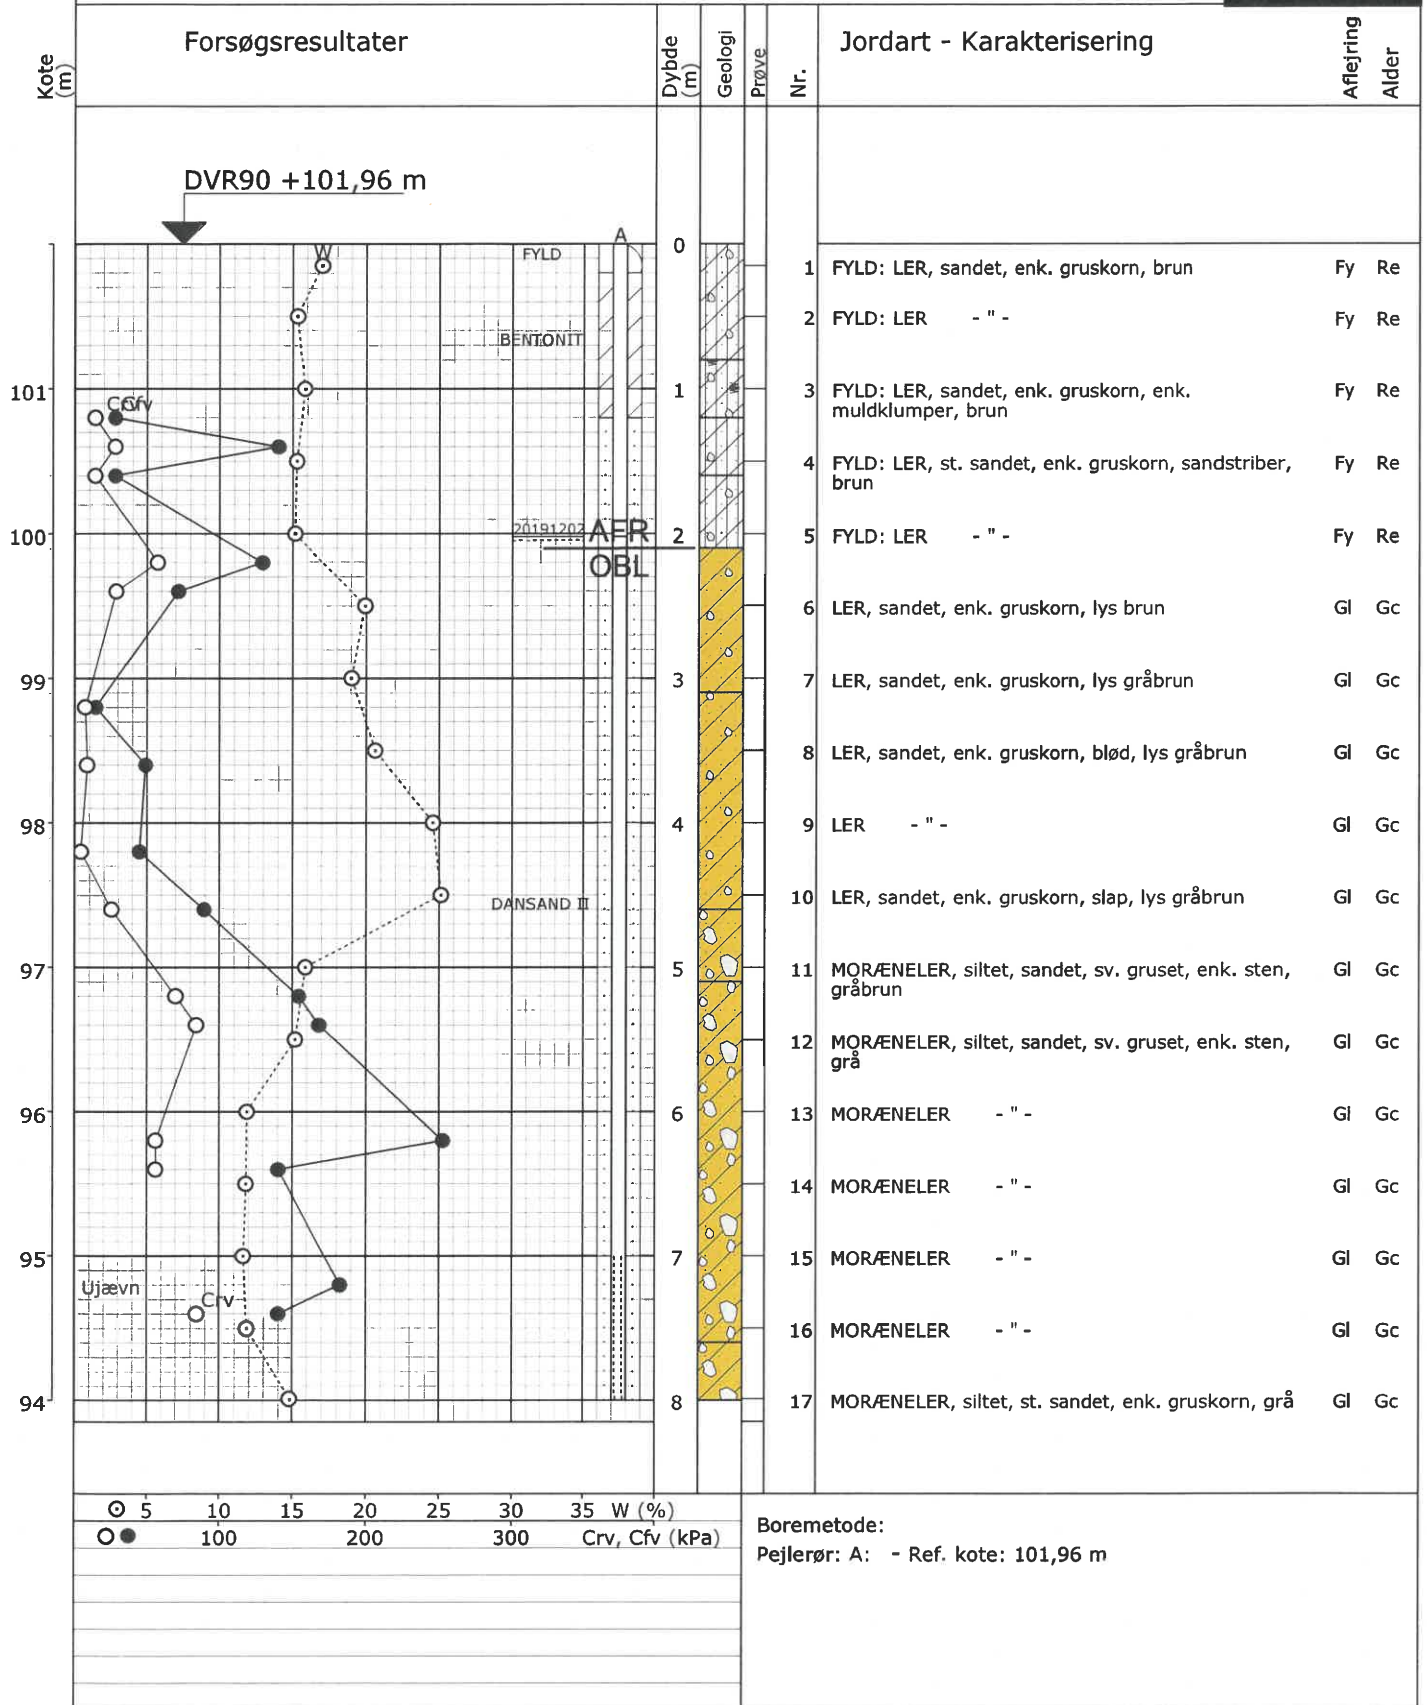 Kote (m)
Forsøgsresultater
Dybde (m)
Geologi
Prøve
Nr.
Jordart - Karakterisering
Aflejring
Alder
DVR90 +101,96 m
A
W
FYLD
0
1 FYLD: LER, sandet, enk. gruskorn, brun Fy Re
2 FYLD: LER - " - Fy Re
BENTONIT
101
1
3 FYLD: LER, sandet, enk. gruskorn, enk.
muldklumper, brun Fy Re
Crv Cfv
4 FYLD: LER, st. sandet, enk. gruskorn, sandstriber,
brun Fy Re
20191202
AFR
100
2
5 FYLD: LER - " - Fy Re
OBL
6 LER, sandet, enk. gruskorn, lys brun Gl Gc
99
3
7 LER, sandet, enk. gruskorn, lys gråbrun Gl Gc
8 LER, sandet, enk. gruskorn, blød, lys gråbrun Gl Gc
98
4
9 LER - " - Gl Gc
DANSAND II
10 LER, sandet, enk. gruskorn, slap, lys gråbrun Gl Gc
97
5
11 MORÆNELER, siltet, sandet, sv. gruset, enk. sten,
gråbrun Gl Gc
12 MORÆNELER, siltet, sandet, sv. gruset, enk. sten,
grå Gl Gc
96
6
13 MORÆNELER - " - Gl Gc
14 MORÆNELER - " - Gl Gc
95
7
15 MORÆNELER - " - Gl Gc
Ujævn
Crv
16 MORÆNELER - " - Gl Gc
94
8
17 MORÆNELER, siltet, st. sandet, enk. gruskorn, grå Gl Gc
5 10 15 20 25 30 35 W (%)
100 200 300 Crv, Cfv (kPa)
Boremetode:
Pejlerør: A: - Ref. kote: 101,96 m